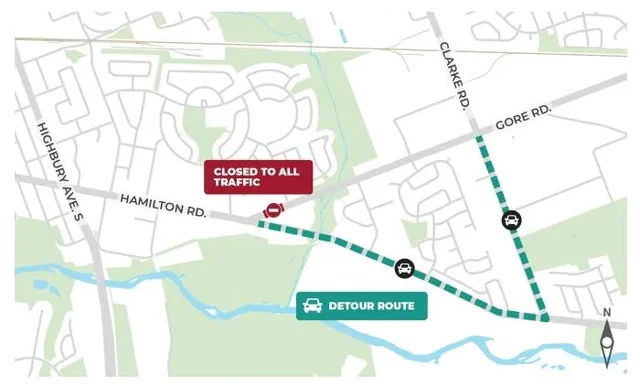 CLARKE RD.
GORE RD.
HIGHBURY AVE. S
CLOSED TO ALL
TRAFFIC
HAMILTON RD.
DETOUR ROUTE
N